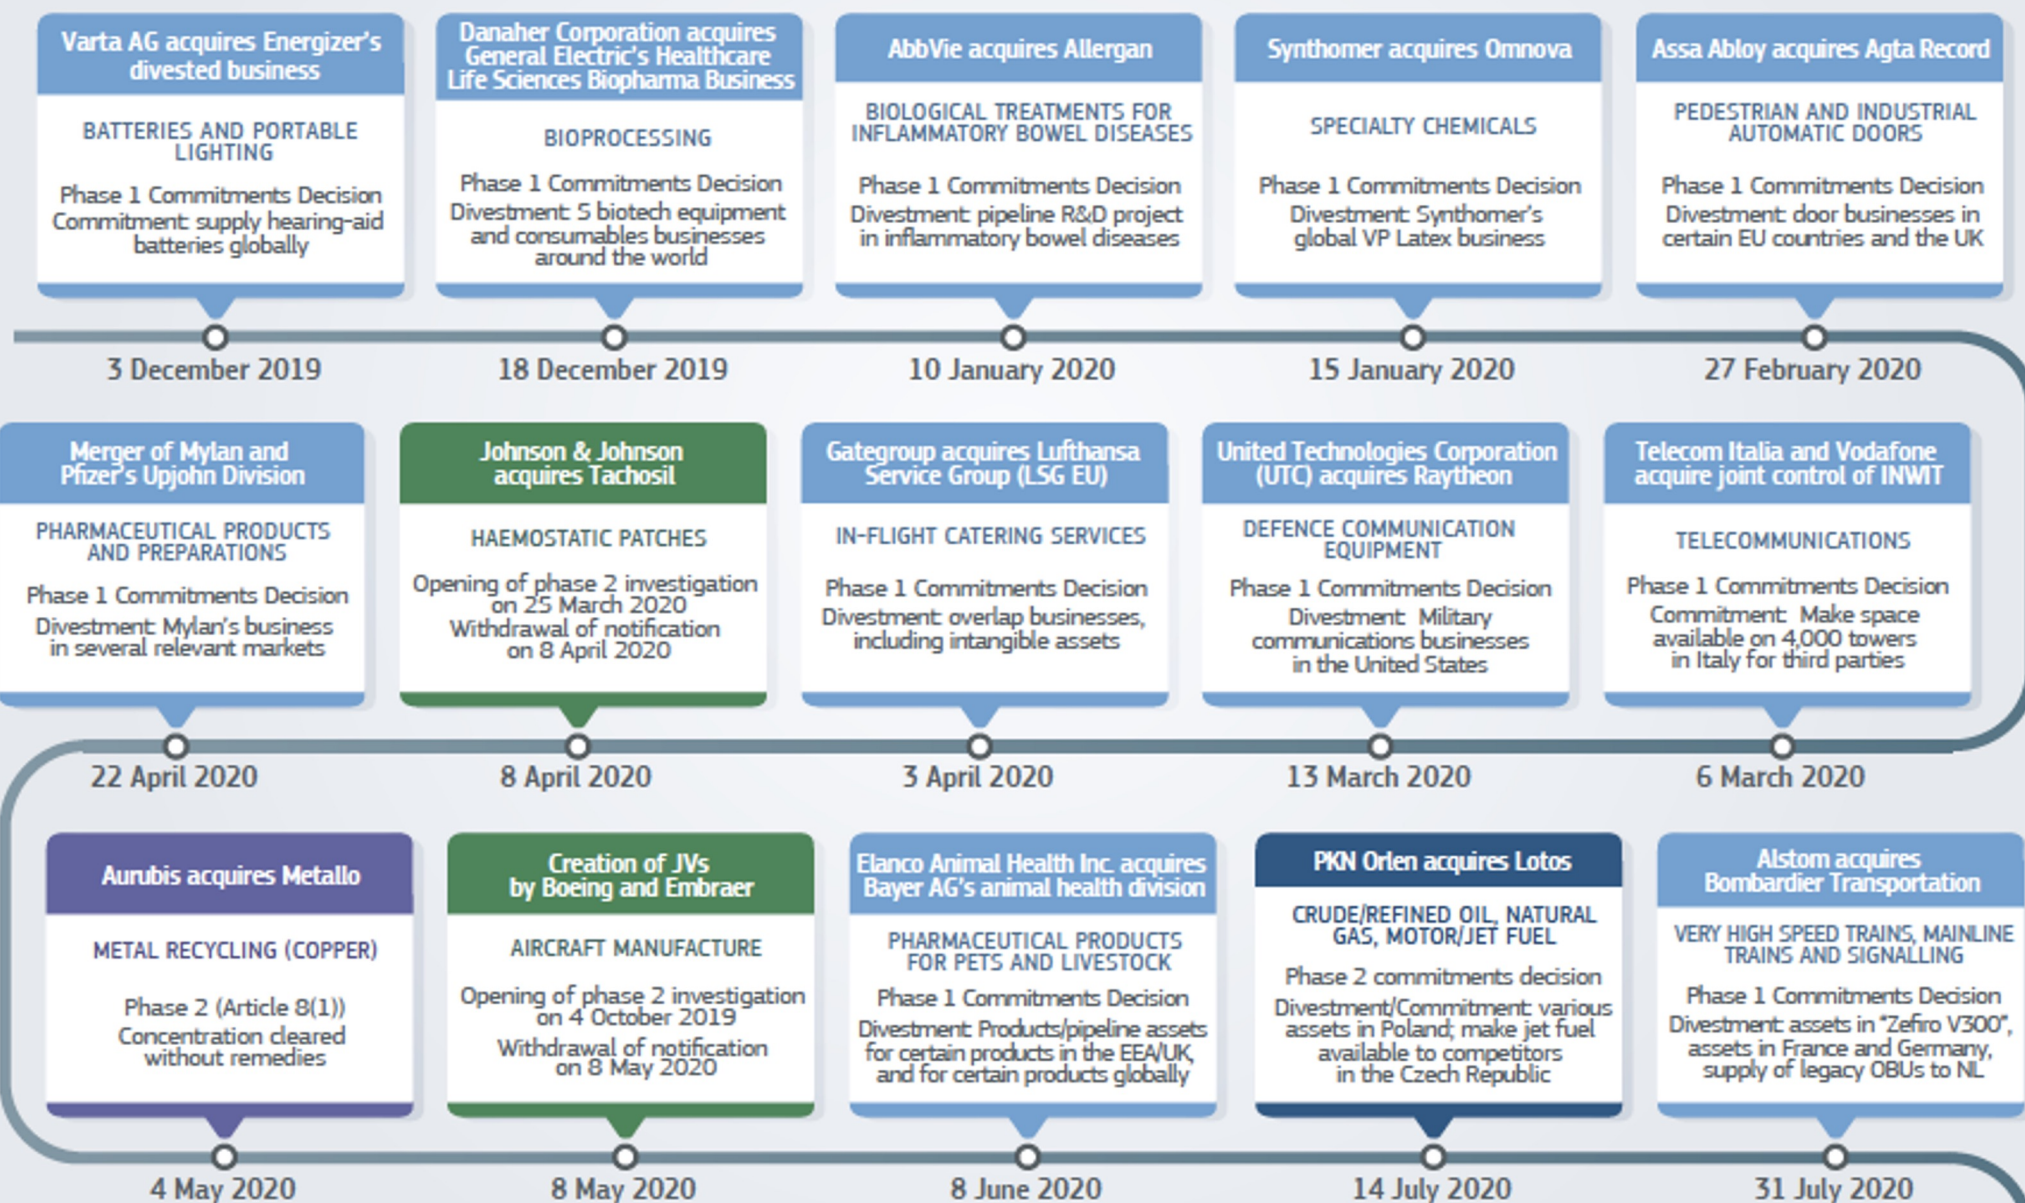 Varta AG acquires Energizer's
divested business
BATTERIES AND PORTABLE
LIGHTING
Phase 1 Commitments Decision
Commitment: supply hearing-aid
batteries globally
3 December 2019
Danaher Corporation acquires
General Electric's Healthcare
Life Sciences Biopharma Business
BIOPROCESSING
Phase 1 Commitments Decision
Divestment: 5 biotech equipment
and consumables businesses
around the world
18 December 2019
AbbVie acquires Allergan
BIOLOGICAL TREATMENTS FOR
INFLAMMATORY BOWEL DISEASES
Phase 1 Commitments Decision
Divestment: pipeline R&D project
in inflammatory bowel diseases
10 January 2020
Synthomer acquires Omnova
SPECIALTY CHEMICALS
Phase 1 Commitments Decision
Divestment: Synthomer's
global VP Latex business
15 January 2020
Assa Abloy acquires Agta Record
PEDESTRIAN AND INDUSTRIAL
AUTOMATIC DOORS
Phase 1 Commitments Decision
Divestment: door businesses in
certain EU countries and the UK
27 February 2020
Merger of Mylan and
Pfizer's Upjohn Division
PHARMACEUTICAL PRODUCTS
AND PREPARATIONS
Phase 1 Commitments Decision
Divestment: Mylan's business
in several relevant markets
22 April 2020
Johnson & Johnson
acquires Tachosil
HAEMOSTATIC PATCHES
Opening of phase 2 investigation
on 25 March 2020
Withdrawal of notification
on 8 April 2020
8 April 2020
Gategroup acquires Lufthansa
Service Group (LSG EU)
IN-FLIGHT CATERING SERVICES
Phase 1 Commitments Decision
Divestment: overlap businesses,
including intangible assets
3 April 2020
United Technologies Corporation
(UTC) acquires Raytheon
DEFENCE COMMUNICATION
EQUIPMENT
Phase 1 Commitments Decision
Divestment: Military
communications businesses
in the United States
13 March 2020
Telecom Italia and Vodafone
acquire joint control of INWIT
TELECOMMUNICATIONS
Phase 1 Commitments Decision
Commitment: Make space
available on 4,000 towers
in Italy for third parties
6 March 2020
Aurubis acquires Metallo
METAL RECYCLING (COPPER)
Phase 2 (Article 8(1))
Concentration cleared
without remedies
4 May 2020
Creation of JVs
by Boeing and Embraer
AIRCRAFT MANUFACTURE
Opening of phase 2 investigation
on 4 October 2019
Withdrawal of notification
on 8 May 2020
8 May 2020
Elanco Animal Health Inc. acquires
Bayer AG's animal health division
PHARMACEUTICAL PRODUCTS
FOR PETS AND LIVESTOCK
Phase 1 Commitments Decision
Divestment: Products/pipeline assets
for certain products in the EEA/UK,
and for certain products globally
8 June 2020
PKN Orlen acquires Lotos
CRUDE/REFINED OIL, NATURAL
GAS, MOTOR/JET FUEL
Phase 2 commitments decision
Divestment/Commitment: various
assets in Poland; make jet fuel
available to competitors
in the Czech Republic
14 July 2020
Alstom acquires
Bombardier Transportation
VERY HIGH SPEED TRAINS, MAINLINE
TRAINS AND SIGNALLING
Phase 1 Commitments Decision
Divestment: assets in "Zefiro V300",
assets in France and Germany,
supply of legacy OBUs to NL
31 July 2020